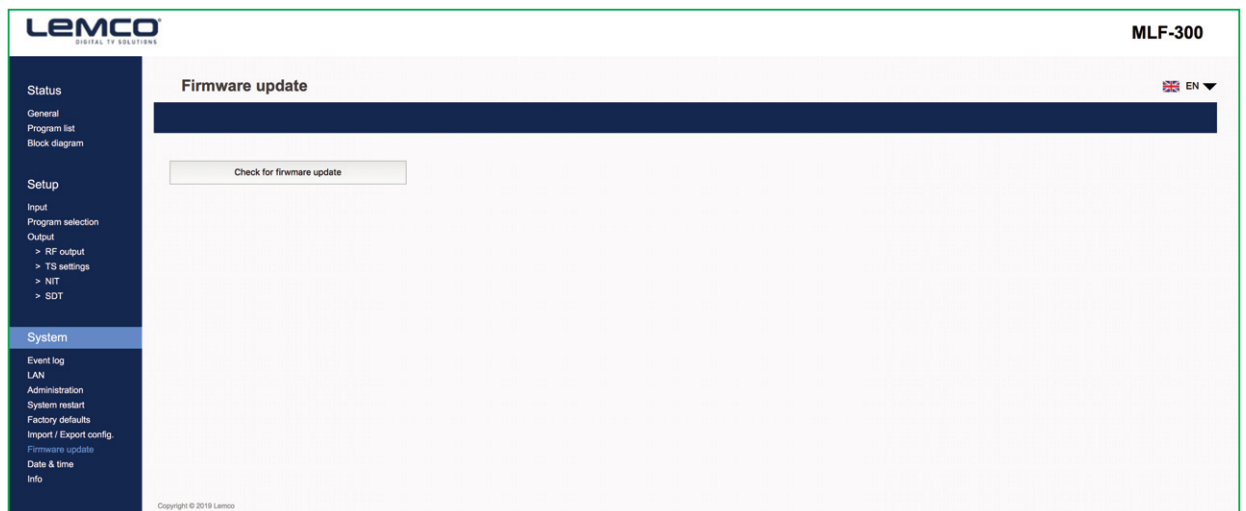 LEMCO
DIGITAL TV SOLUTIONS
MLF-300
Status
General
Program list
Block diagram
Setup
Input
Program selection
Output
> RF output
> TS settings
> NIT
> SDT
System
Event log
LAN
Administration
System restart
Factory defaults
Import / Export config.
Firmware update
Date & time
Info
Firmware update
EN
Check for firwmare update
Copyright © 2019 Lemco